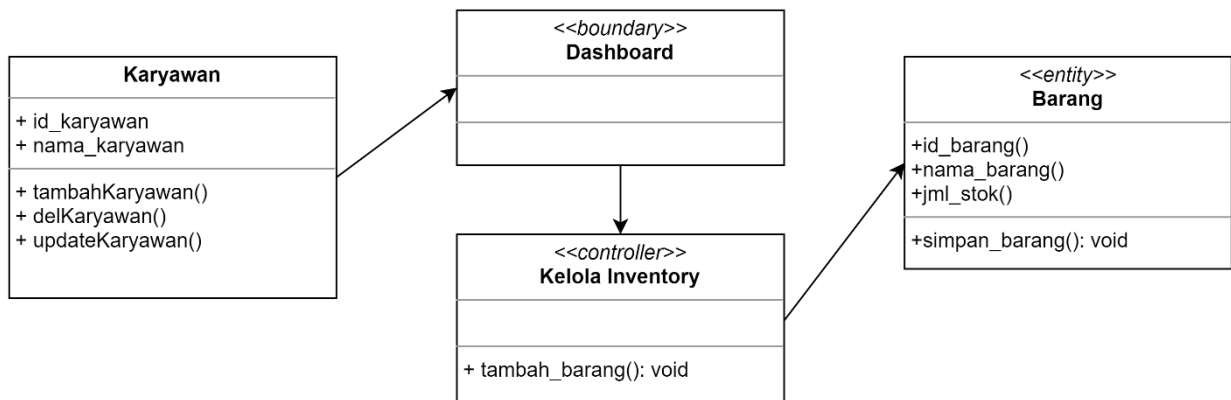 Karyawan
+ id_karyawan
+ nama_karyawan
+ tambahKaryawan()
+ delKaryawan()
+ updateKaryawan()
<<boundary>>
Dashboard
<<controller>>
Kelola Inventory
+ tambah_barang(): void
<<entity>>
Barang
+id_barang()
+nama_barang()
+jml_stok()
+simpan_barang(): void